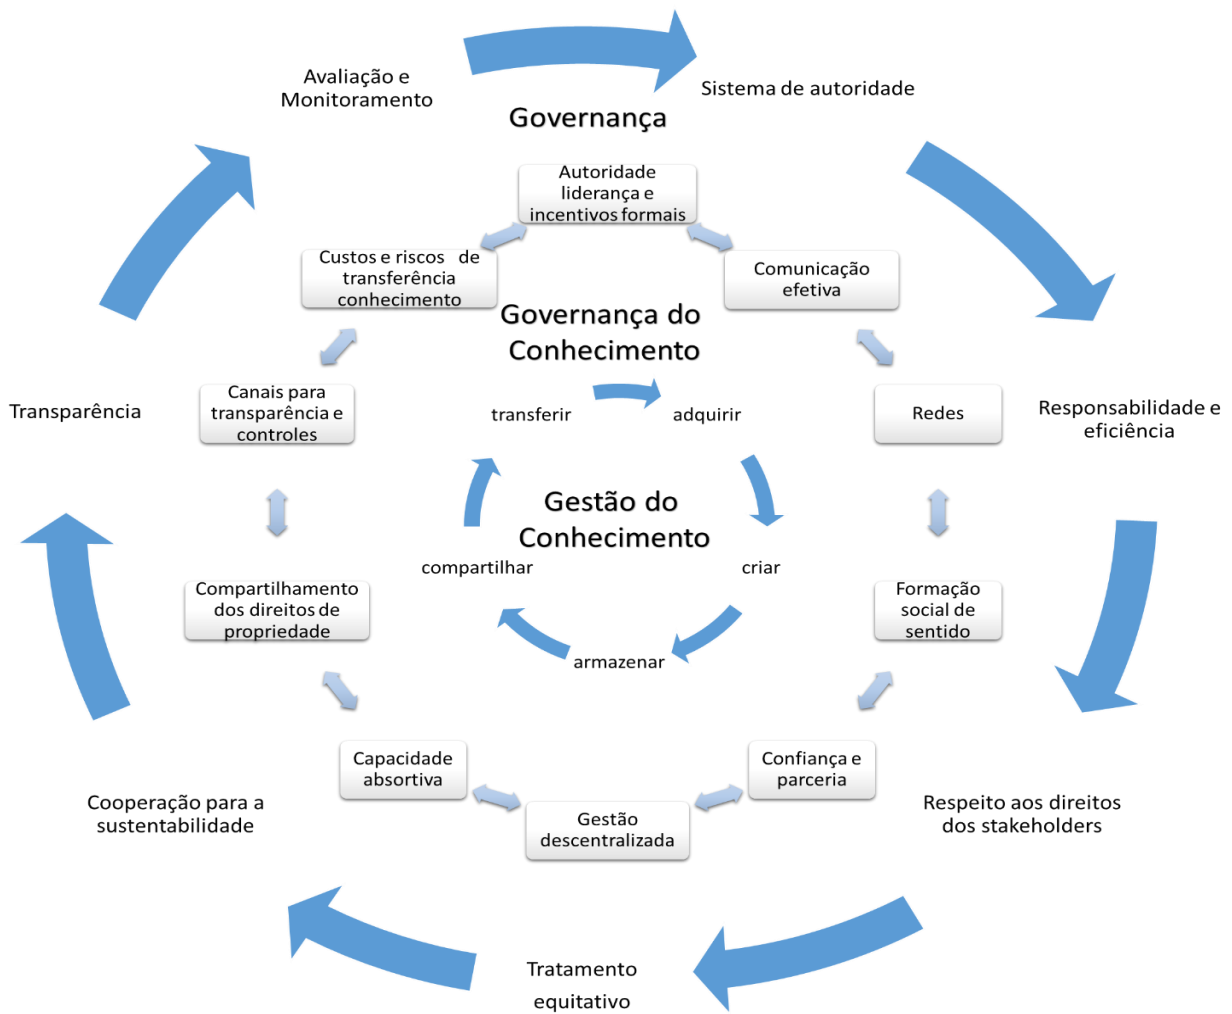 Avaliação e
Monitoramento
Sistema de autoridade
Governança
Autoridade
liderança e
incentivos formais
Custos e riscos de
transferência
conhecimento
Comunicação
efetiva
Governança do
Conhecimento
Transparência
Canais para
transparência e
controles
transferir
adquirir
Redes
Responsabilidade e
eficiência
Gestão do
Conhecimento
compartilhar
criar
Compartilhamento
dos direitos de
propriedade
Formação
social de
sentido
armazenar
Capacidade
absortiva
Confiança e
parceria
Cooperação para a
sustentabilidade
Gestão
descentralizada
Respeito aos direitos
dos stakeholders
Tratamento
equitativo